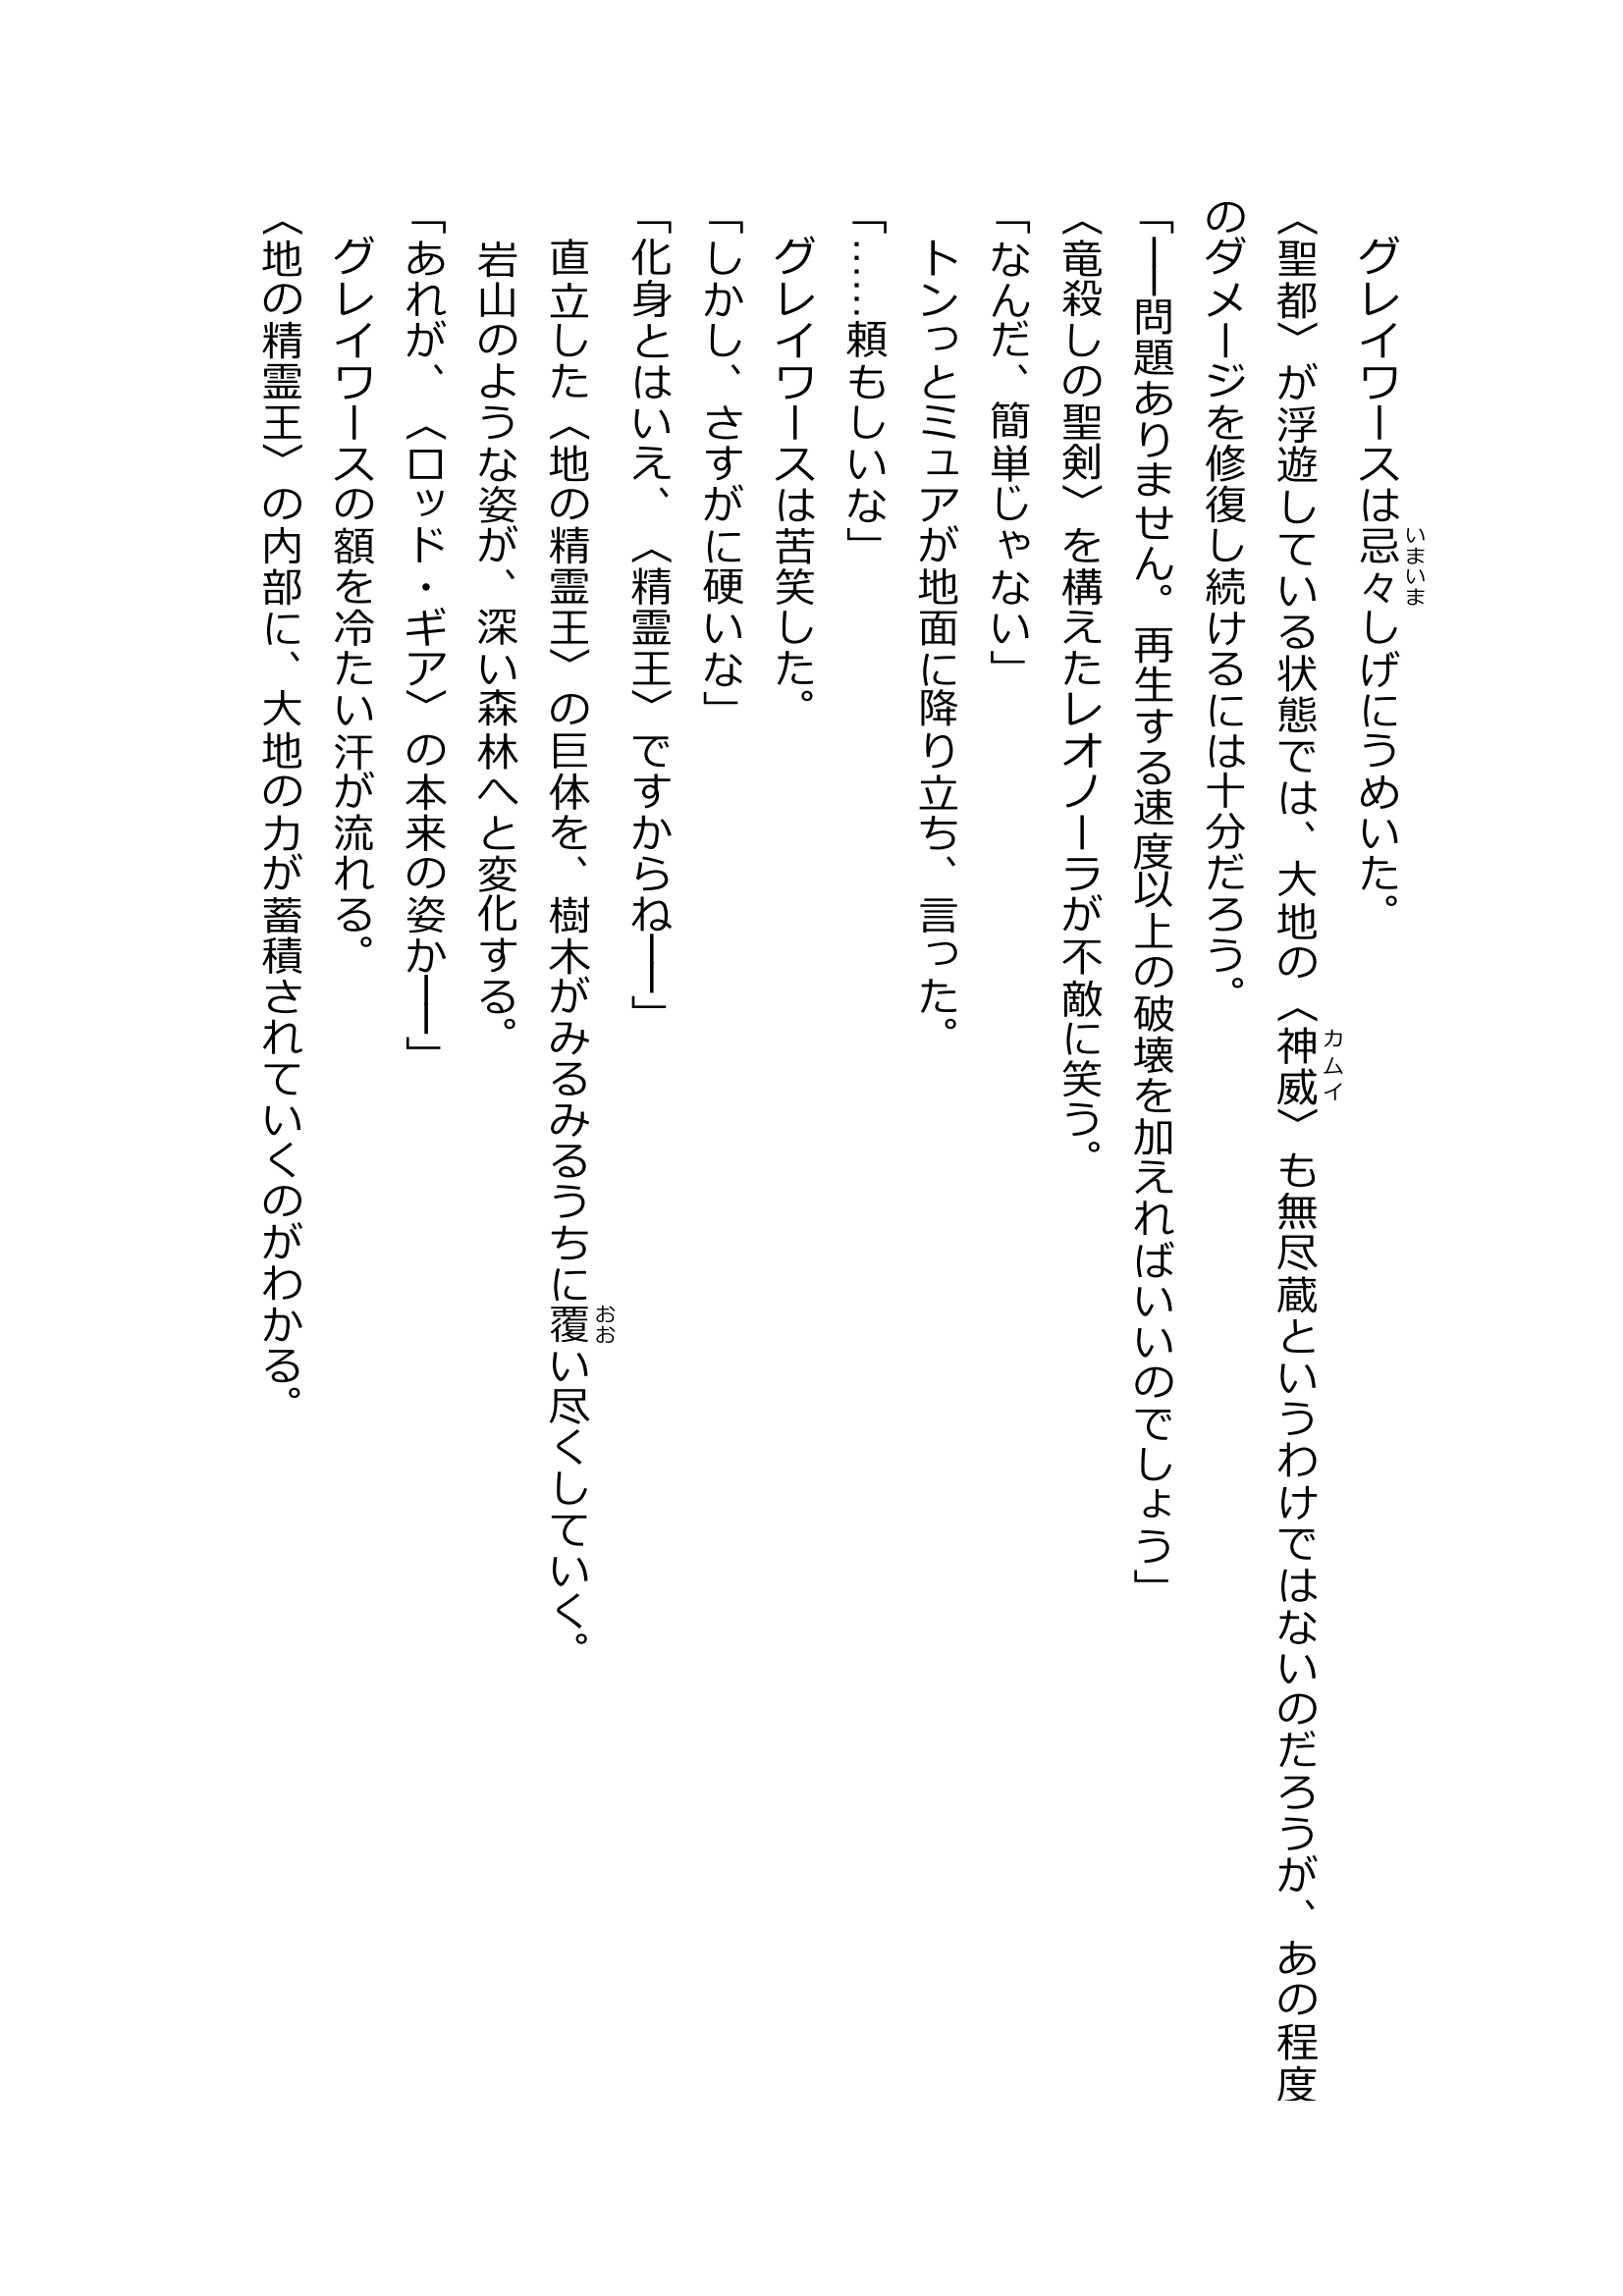 グレイワースは忌々しげにうめいた。
〈聖都〉が浮遊している状態では、大地の〈神威〉も無尽蔵というわけではないのだろうが、あの程度
のダメージを修復し続けるには十分だろう。
「――問題ありません。再生する速度以上の破壊を加えればいいのでしょう」
〈竜殺しの聖剣〉を構えたレオノーラが不敵に笑う。
「なんだ、簡単じゃない」
トンっとミュアが地面に降り立ち、言った。
「……頼もしいな」
グレイワースは苦笑した。
「しかし、さすがに硬いな」
「化身とはいえ、〈精霊王〉ですからね――」
直立した〈地の精霊王〉の巨体を、樹木がみるみるうちに覆い尽くしていく。
岩山のような姿が、深い森林へと変化する。
「あれが、〈ロッド・ギア〉の本来の姿か――」
グレイワースの額を冷たい汗が流れる。
〈地の精霊王〉の内部に、大地の力が蓄積されていくのがわかる。
いまいま
カムイ
おお